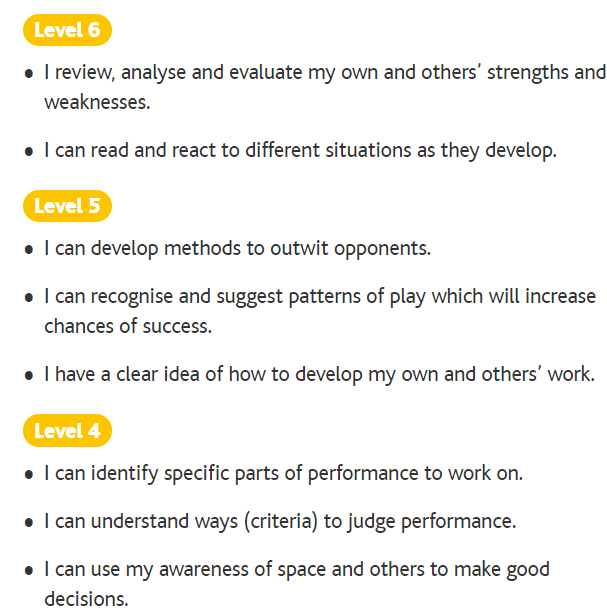 Level 6
• I review, analyse and evaluate my own and others’ strengths and
weaknesses.
• I can read and react to different situations as they develop.
Level 5
• I can develop methods to outwit opponents.
• I can recognise and suggest patterns of play which will increase
chances of success.
• I have a clear idea of how to develop my own and others’ work.
Level 4
• I can identify specific parts of performance to work on.
• I can understand ways (criteria) to judge performance.
• I can use my awareness of space and others to make good
decisions.